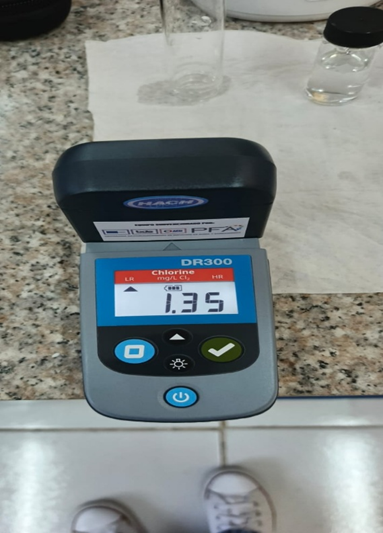 HACH
PFA
DR300
Chlorine
LR mg/L Cl₂ HR
1.35